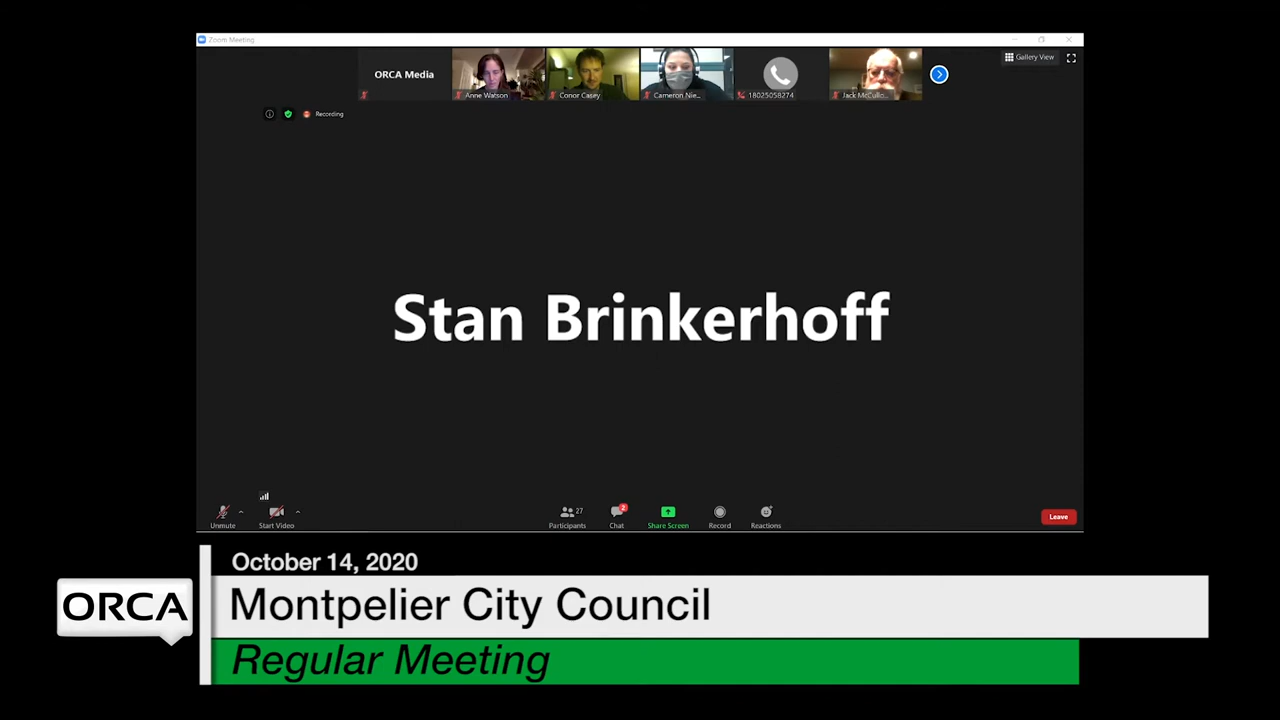 Zoom Meeting
ORCA Media
Anne Watson
Conor Casey
Cameron Nie...
18025058274
Jack McCullo...
Gallery View
Recording
Stan Brinkerhoff
Unmute
Start Video
27
Participants
2
Chat
Share Screen
Record
Reactions
Leave
October 14, 2020
ORCA
Montpelier City Council
Regular Meeting